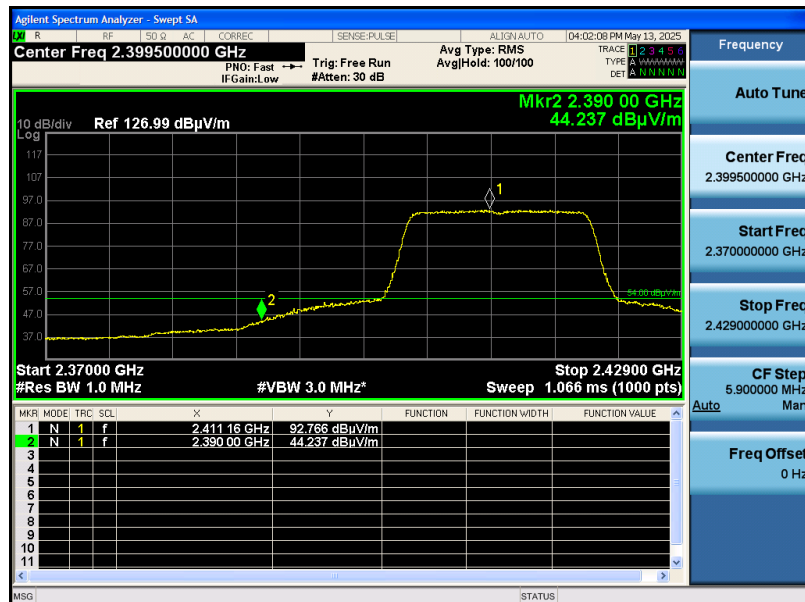 Agilent Spectrum Analyzer - Swept SA
LXI R RF 50 Ω AC CORREC SENSE:PULSE ALIGN AUTO 04:02:08 PM May 13, 2025
Center Freq 2.399500000 GHz Avg Type: RMS TRACE 1 2 3 4 5 6
PNO: Fast Trig: Free Run Avg|Hold: 100/100 TYPE A WWWWW
IFGain:Low #Atten: 30 dB DET A N N N N N
Frequency
Auto Tune
Center Freq
2.399500000 GHz
Start Freq
2.370000000 GHz
Stop Freq
2.429000000 GHz
CF Step
5.900000 MHz
Auto Man
Freq Offset
0 Hz
Mkr2 2.390 00 GHz
10 dB/div Ref 126.99 dBµV/m 44.237 dBµV/m
Log
117
107
97.0
87.0
77.0
67.0
57.0
47.0
37.0
1
2
54.00 dBµV/m
Start 2.37000 GHz Stop 2.42900 GHz
#Res BW 1.0 MHz #VBW 3.0 MHz* Sweep 1.066 ms (1000 pts)
MKR MODE TRC SCL X Y FUNCTION FUNCTION WIDTH FUNCTION VALUE
1 N 1 f 2.411 16 GHz 92.766 dBµV/m
2 N 1 f 2.390 00 GHz 44.237 dBµV/m
3
4
5
6
7
8
9
10
11
MSG STATUS